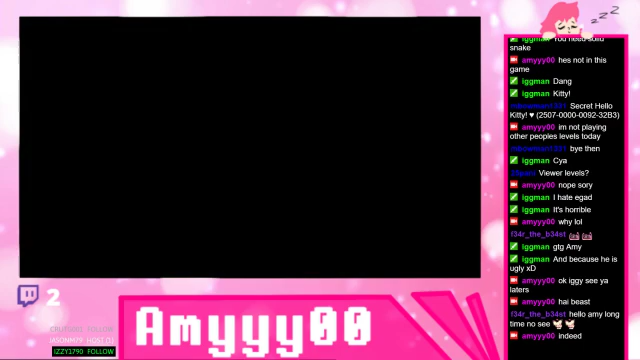 iggman You need solid
snake
amyyy00 hes not in this
game
iggman Dang
iggman Kitty!
Secret Hello
Kitty! ♥ (2507-0000-0092-32B3)
amyyy00 im not playing
other peoples levels today
bye then
iggman Cya
Viewer levels?
amyyy00 nope sory
iggman I hate egad
iggman It's horrible
amyyy00 why lol
f34r_the_b34st
iggman gtg Amy
iggman And because he is
ugly xD
amyyy00 ok iggy see ya
laters
amyyy00 hai beast
f34r_the_b34st hello amy long
time no see
amyyy00 indeed
2
FOLLOW
IZZY1790 FOLLOW
Amyyy00